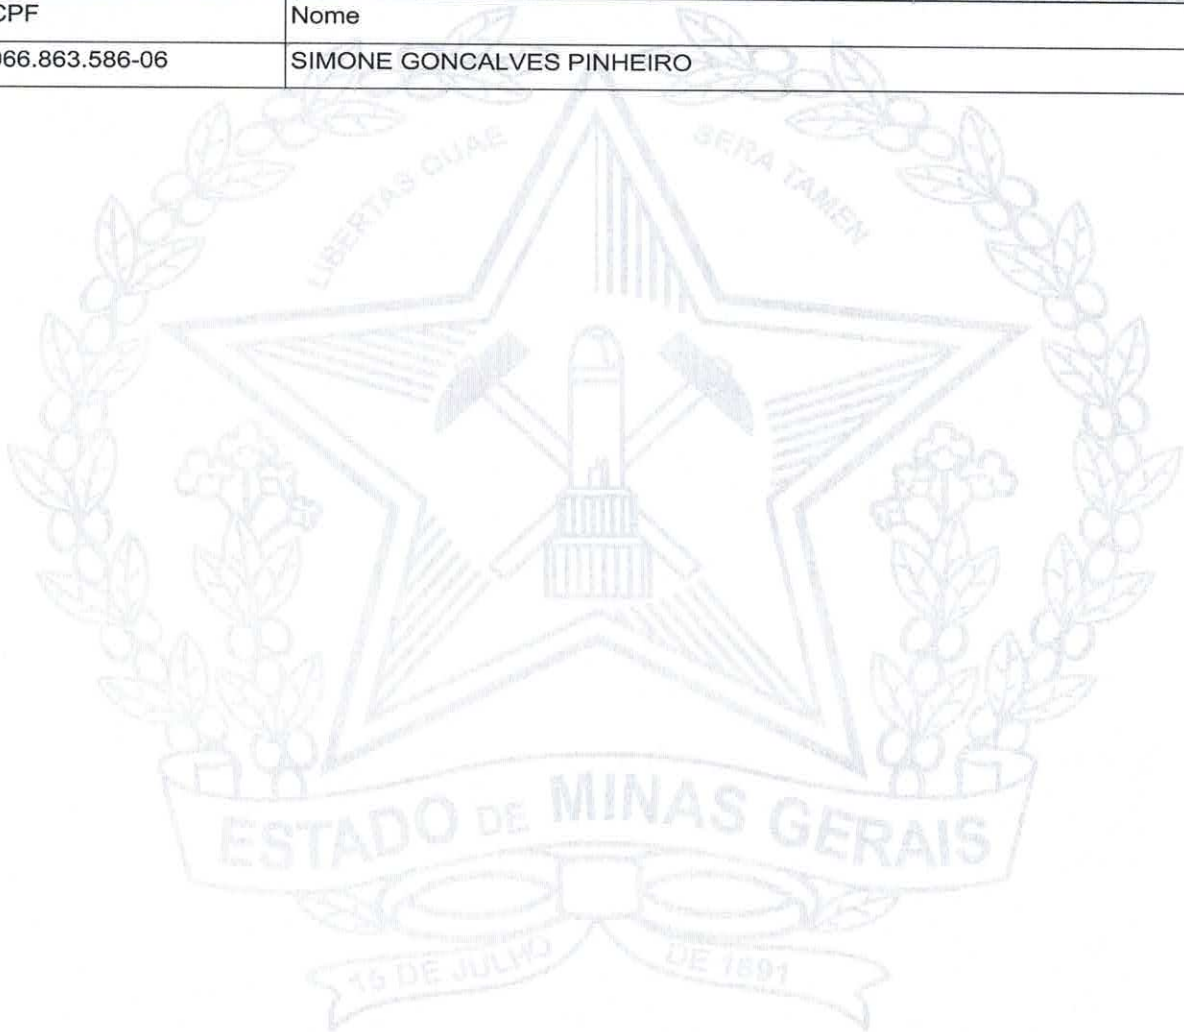 CPF Nome
066.863.586-06 SIMONE GONCALVES PINHEIRO
LIBERTAS QUAE SERA TAMEN
ESTADO DE MINAS GERAIS
15 DE JULHO DE 1891